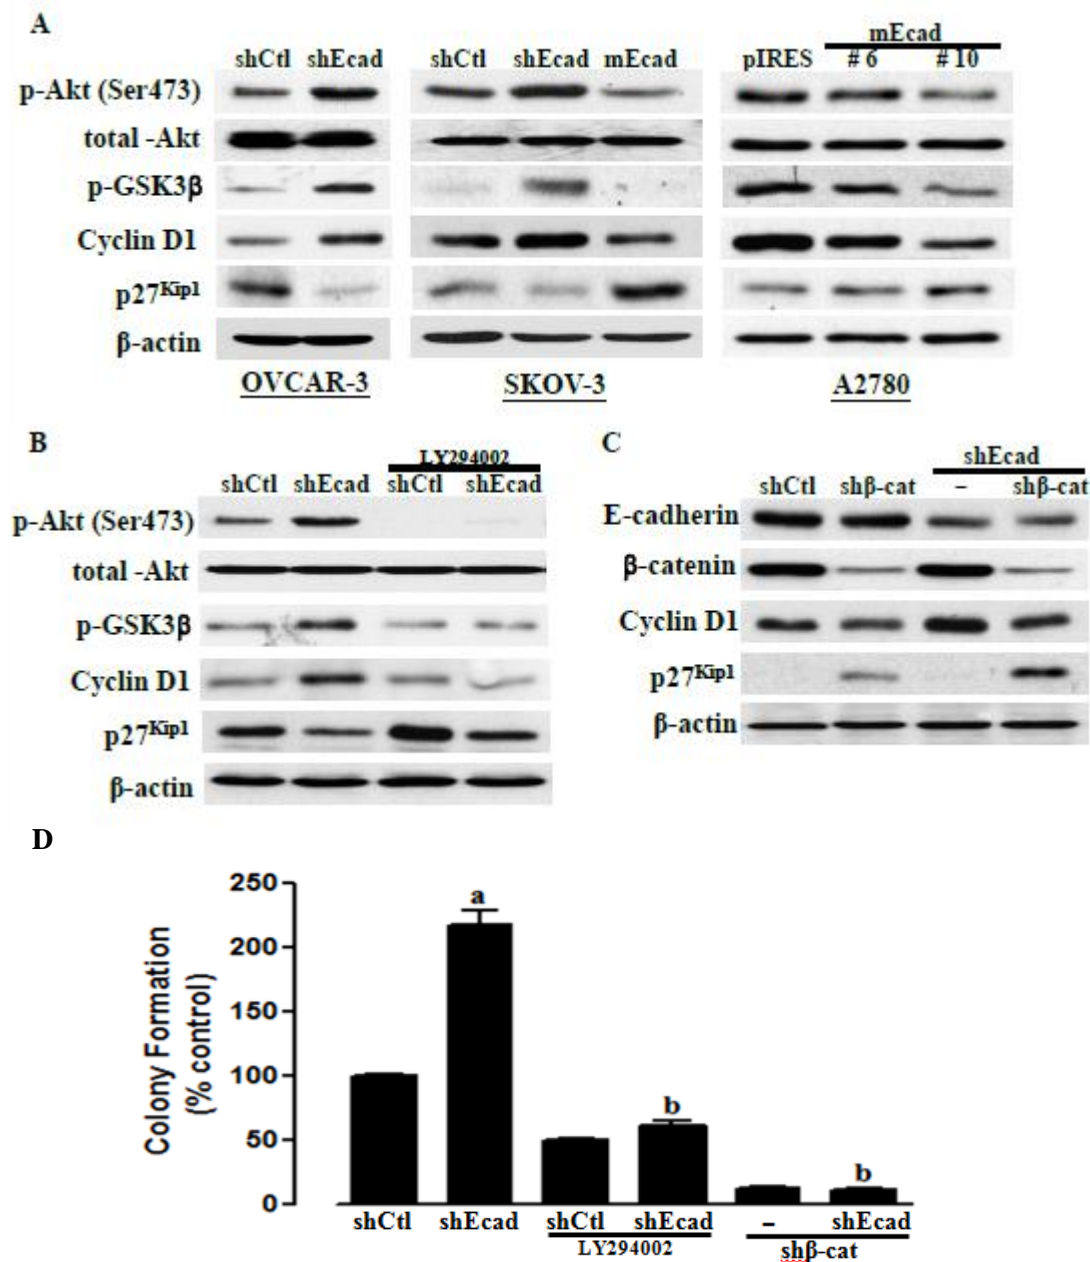 A
mEcad
shCtl shEcad shCtl shEcad mEcad pIRES # 6 # 10
p-Akt (Ser473)
total -Akt
p-GSK3β
Cyclin D1
p27Kip1
β-actin
OVCAR-3 SKOV-3 A2780
B
LY294002
shCtl shEcad shCtl shEcad
p-Akt (Ser473)
total -Akt
p-GSK3β
Cyclin D1
p27Kip1
β-actin
C
shEcad
shCtl shβ-cat – shβ-cat
E-cadherin
β-catenin
Cyclin D1
p27Kip1
β-actin
D
Colony Formation
(% control)
250
200
150
100
50
0
a
b
b
shCtl shEcad shCtl shEcad – shEcad
LY294002 shβ-cat